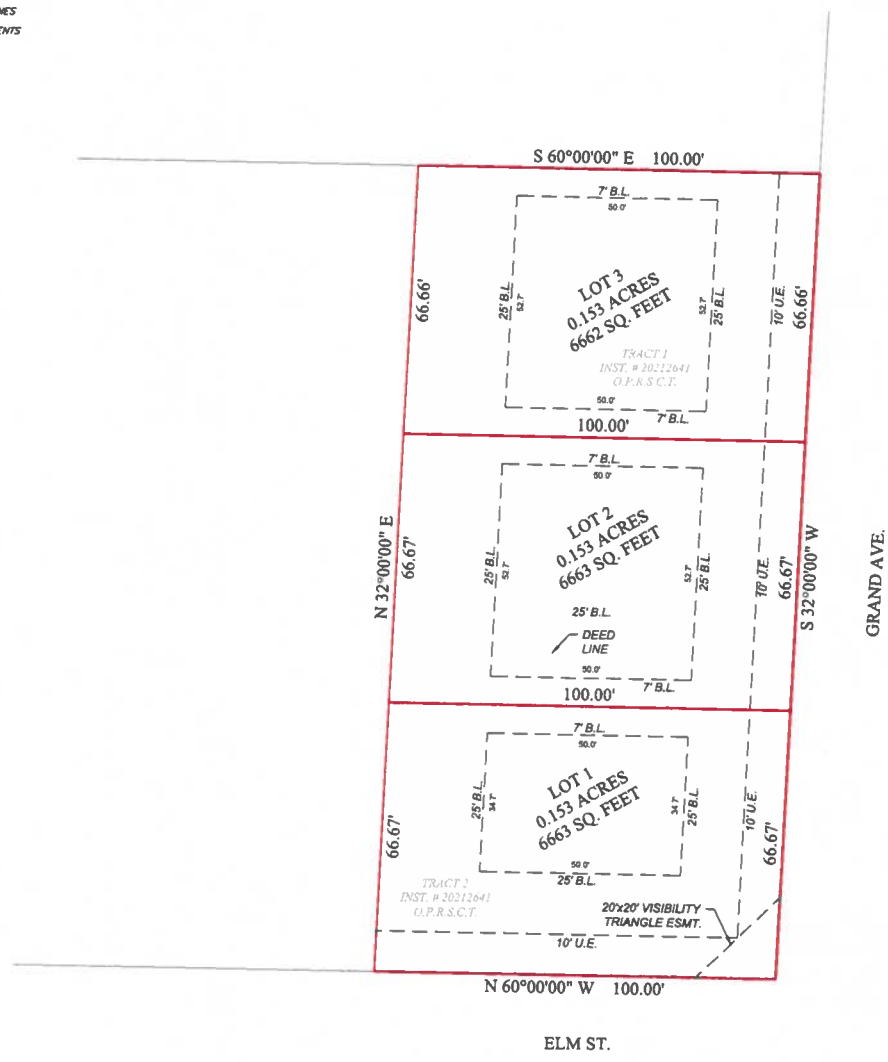 S 60°00'00" E 100.00'
7' B.L.
50.0'
66.66'
25' B.L.
52.7'
LOT 3
0.153 ACRES
6662 SQ. FEET
52.7'
25' B.L.
10' U.E.
66.66'
TRACT 1
INST. # 20212641
O.P.R.S.C.T.
50.0'
7' B.L.
100.00'
7' B.L.
50.0'
N 32°00'00" E
66.67'
25' B.L.
52.7'
LOT 2
0.153 ACRES
6663 SQ. FEET
52.7'
25' B.L.
10' U.E.
66.67'
S 32°00'00" W
GRAND AVE.
25' B.L.
DEED
LINE
50.0'
7' B.L.
100.00'
7' B.L.
50.0'
66.67'
25' B.L.
34.7'
LOT 1
0.153 ACRES
6663 SQ. FEET
34.7'
25' B.L.
10' U.E.
66.67'
50.0'
25' B.L.
TRACT 2
INST. # 20212641
O.P.R.S.C.T.
20'x20' VISIBILITY
TRIANGLE ESMT.
10' U.E.
N 60°00'00" W 100.00'
ELM ST.